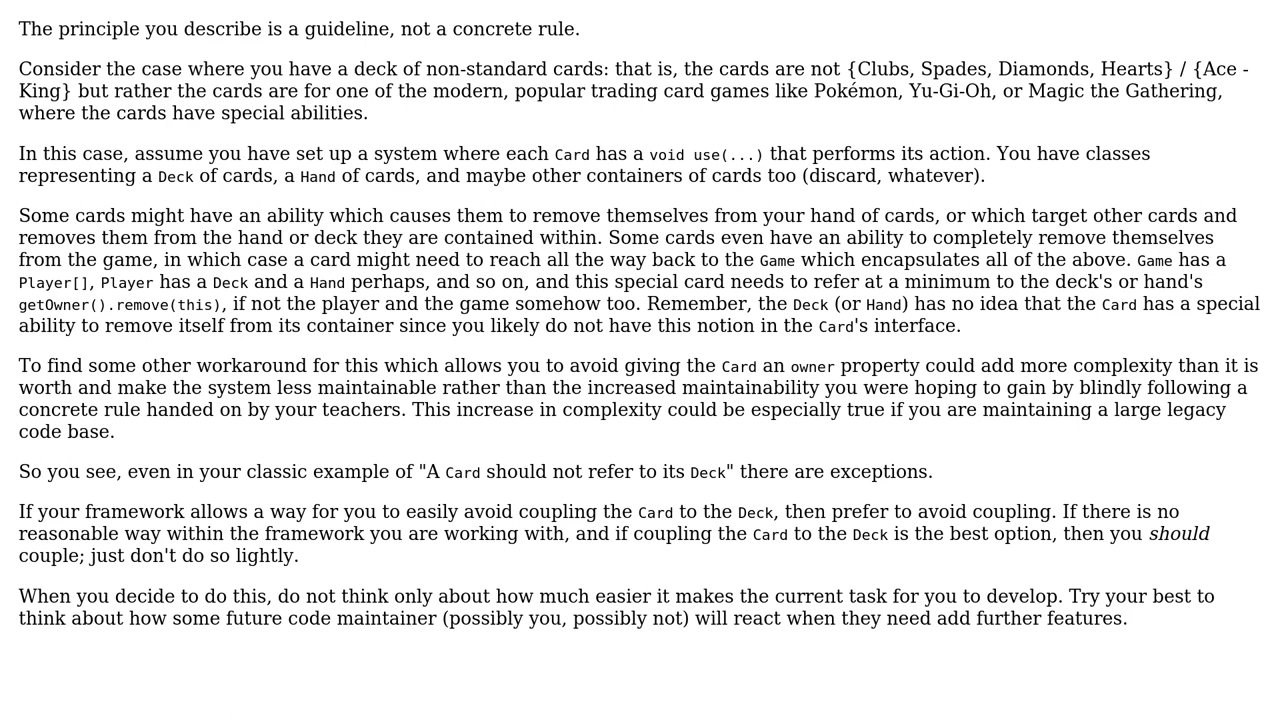 The principle you describe is a guideline, not a concrete rule.
Consider the case where you have a deck of non-standard cards: that is, the cards are not {Clubs, Spades, Diamonds, Hearts} / {Ace -
King} but rather the cards are for one of the modern, popular trading card games like Pokémon, Yu-Gi-Oh, or Magic the Gathering,
where the cards have special abilities.
In this case, assume you have set up a system where each Card has a void use(...) that performs its action. You have classes
representing a Deck of cards, a Hand of cards, and maybe other containers of cards too (discard, whatever).
Some cards might have an ability which causes them to remove themselves from your hand of cards, or which target other cards and
removes them from the hand or deck they are contained within. Some cards even have an ability to completely remove themselves
from the game, in which case a card might need to reach all the way back to the Game which encapsulates all of the above. Game has a
Player[], Player has a Deck and a Hand perhaps, and so on, and this special card needs to refer at a minimum to the deck's or hand's
getOwner().remove(this), if not the player and the game somehow too. Remember, the Deck (or Hand) has no idea that the Card has a special
ability to remove itself from its container since you likely do not have this notion in the Card's interface.
To find some other workaround for this which allows you to avoid giving the Card an owner property could add more complexity than it is
worth and make the system less maintainable rather than the increased maintainability you were hoping to gain by blindly following a
concrete rule handed on by your teachers. This increase in complexity could be especially true if you are maintaining a large legacy
code base.
So you see, even in your classic example of "A Card should not refer to its Deck" there are exceptions.
If your framework allows a way for you to easily avoid coupling the Card to the Deck, then prefer to avoid coupling. If there is no
reasonable way within the framework you are working with, and if coupling the Card to the Deck is the best option, then you should
couple; just don't do so lightly.
When you decide to do this, do not think only about how much easier it makes the current task for you to develop. Try your best to
think about how some future code maintainer (possibly you, possibly not) will react when they need add further features.